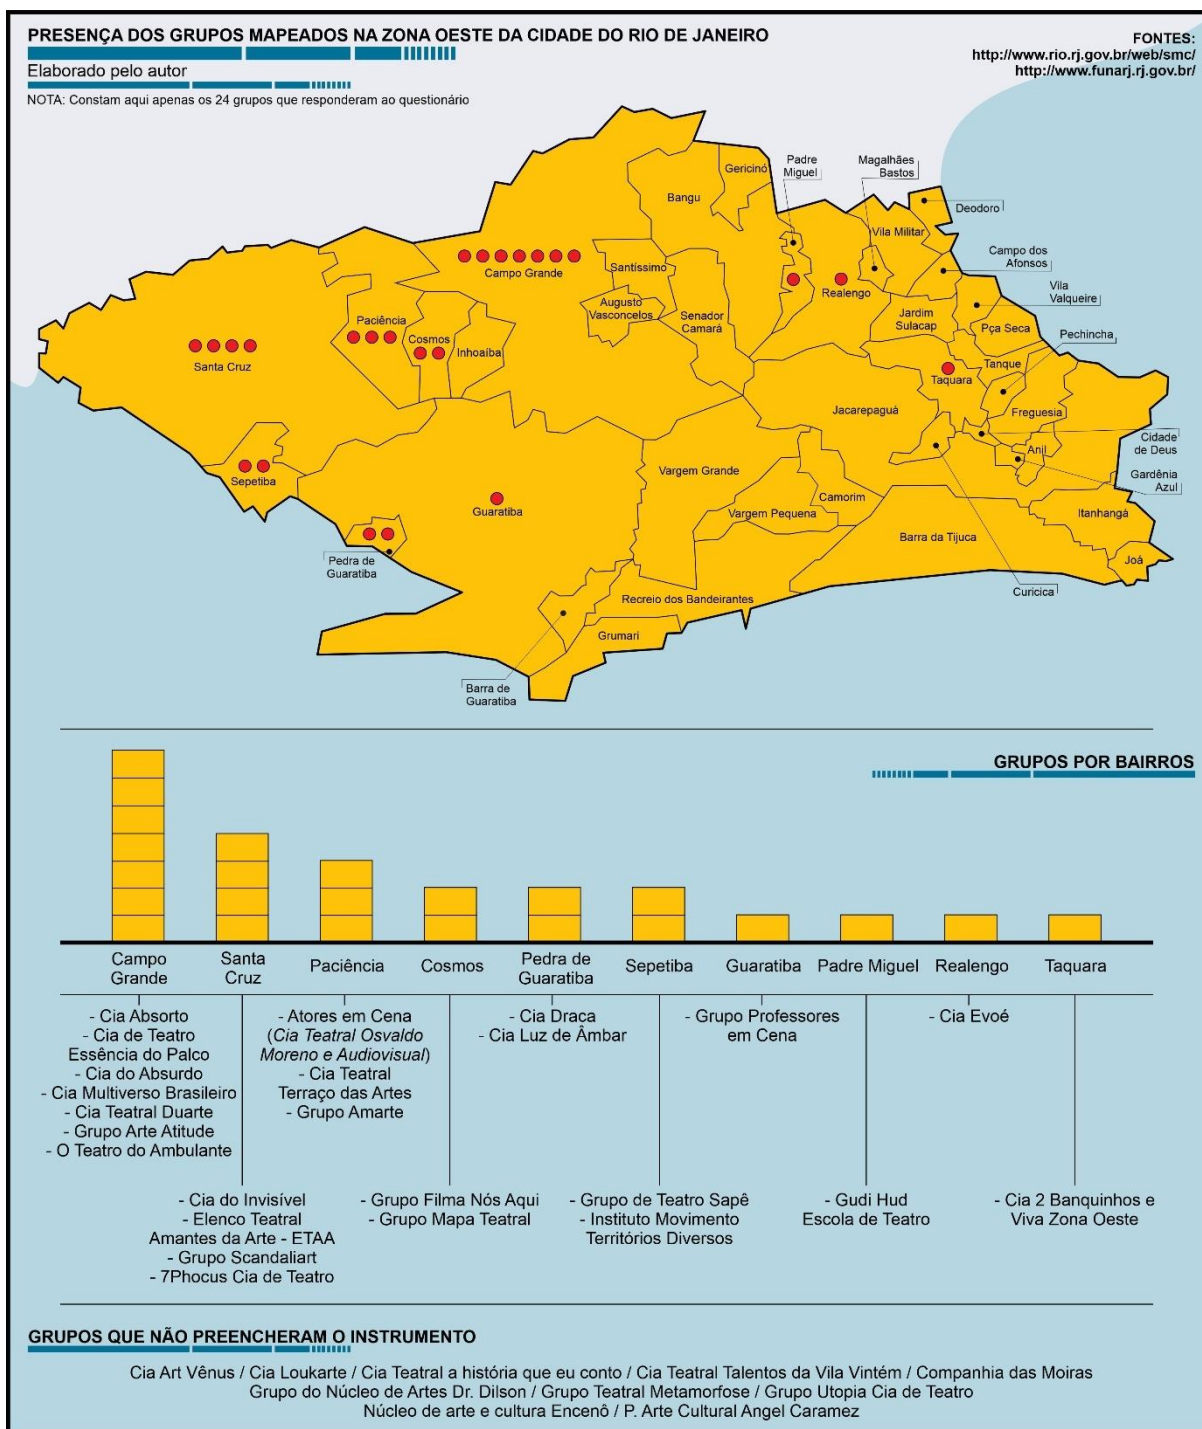 PRESENÇA DOS GRUPOS MAPEADOS NA ZONA OESTE DA CIDADE DO RIO DE JANEIRO
Elaborado pelo autor
NOTA: Constam aqui apenas os 24 grupos que responderam ao questionário
FONTES:
http://www.rio.rj.gov.br/web/smc/
http://www.funarj.rj.gov.br/
Padre
Miguel
Magalhães
Bastos
Gericinó
Bangu
Deodoro
Vila Militar
Campo dos
Afonsos
Campo Grande
Santíssimo
Realengo
Vila
Valqueire
Augusto
Vasconcelos
Senador
Camará
Jardim
Sulacap
Pça Seca
Pechincha
Paciência
Cosmos
Inhoaíba
Santa Cruz
Tanque
Taquara
Freguesia
Jacarepaguá
Cidade
de Deus
Anil
Gardênia
Azul
Sepetiba
Vargem Grande
Camorim
Guaratiba
Vargem Pequena
Itanhangá
Barra da Tijuca
Joá
Pedra de
Guaratiba
Curicica
Recreio dos Bandeirantes
Grumari
Barra de
Guaratiba
GRUPOS POR BAIRROS
Campo
Grande
Santa
Cruz
Paciência
Cosmos
Pedra de
Guaratiba
Sepetiba
Guaratiba
Padre Miguel
Realengo
Taquara
- Cia Absorto
- Cia de Teatro
Essência do Palco
- Cia do Absurdo
- Cia Multiverso Brasileiro
- Cia Teatral Duarte
- Grupo Arte Atitude
- O Teatro do Ambulante
- Atores em Cena
(Cia Teatral Osvaldo
Moreno e Audiovisual)
- Cia Teatral
Terraço das Artes
- Grupo Amarte
- Cia Draca
- Cia Luz de Âmbar
- Grupo Professores
em Cena
- Cia Evoé
- Cia do Invisível
- Elenco Teatral
Amantes da Arte - ETAA
- Grupo Scandaliart
- 7Phocus Cia de Teatro
- Grupo Filma Nós Aqui
- Grupo Mapa Teatral
- Grupo de Teatro Sapê
- Instituto Movimento
Territórios Diversos
- Gudi Hud
Escola de Teatro
- Cia 2 Banquinhos e
Viva Zona Oeste
GRUPOS QUE NÃO PREENCHERAM O INSTRUMENTO
Cia Art Vênus / Cia Loukarte / Cia Teatral a história que eu conto / Cia Teatral Talentos da Vila Vintém / Companhia das Moiras
Grupo do Núcleo de Artes Dr. Dilson / Grupo Teatral Metamorfose / Grupo Utopia Cia de Teatro
Núcleo de arte e cultura Encenô / P. Arte Cultural Angel Caramez